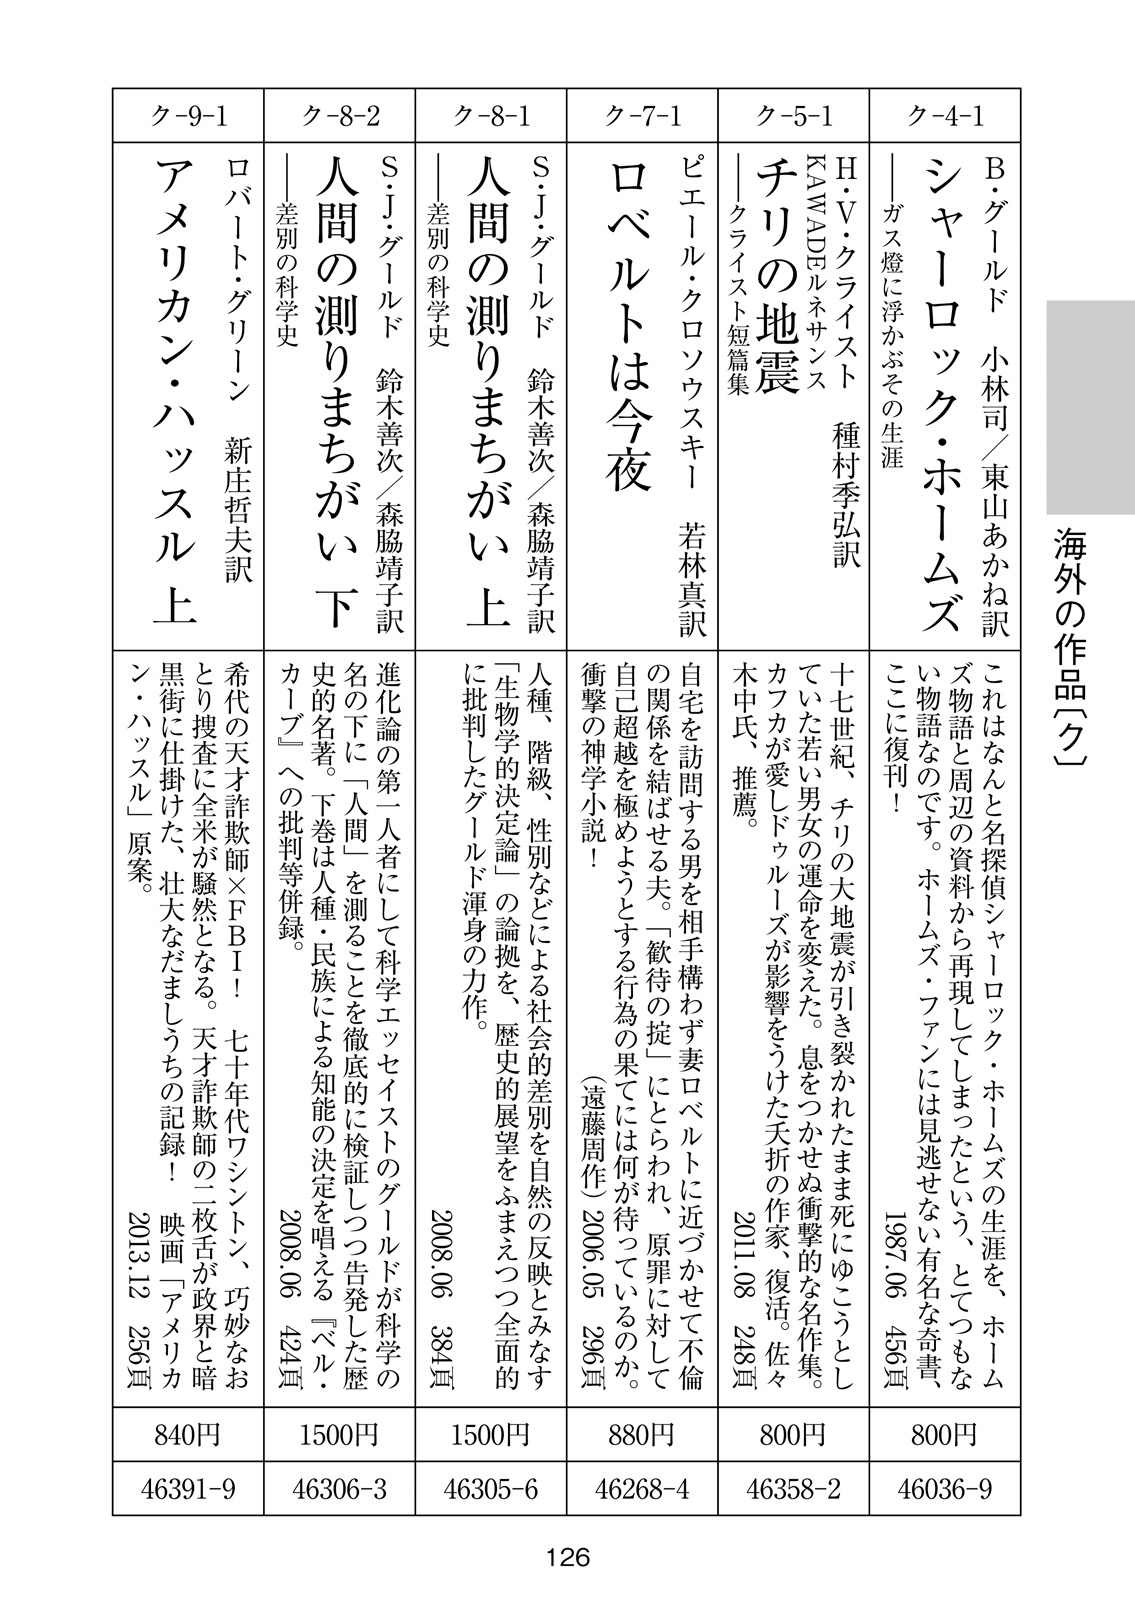 海外の作品〔ク〕
ク-4-1
B・グールド　小林司／東山あかね訳
シャーロック・ホームズ
――ガス燈に浮かぶその生涯
これはなんと名探偵シャーロック・ホームズの生涯を、ホーム
ズ物語と周辺の資料から再現してしまったという、とてつもな
い物語なのです。ホームズ・ファンには見逃せない有名な奇書、
ここに復刊！　1987.06　456頁
800円
46036-9
ク-5-1
H・V・クライスト　種村季弘訳
KAWADEルネサンス
チリの地震
――クライスト短篇集
十七世紀、チリの大地震が引き裂かれたまま死にゆこうとし
ていた若い男女の運命を変えた。息をつかせぬ衝撃的な名作集。
カフカが愛しドゥルーズが影響をうけた夭折の作家、復活。佐々
木中氏、推薦。　2011.08　248頁
800円
46358-2
ク-7-1
ピエール・クロソウスキー　若林真訳
ロベルトは今夜
自宅を訪問する男を相手構わず妻ロベルトに近づかせて不倫
の関係を結ばせる夫。「歓待の掟」にとらわれ、原罪に対して
自己超越を極めようとする行為の果てには何が待っているのか。
衝撃の神学小説！　（遠藤周作）2006.05　296頁
880円
46268-4
ク-8-1
S・J・グールド　鈴木善次／森脇靖子訳
人間の測りまちがい 上
――差別の科学史
人種、階級、性別などによる社会的差別を自然の反映とみなす
「生物学的決定論」の論拠を、歴史的展望をふまえつつ全面的
に批判したグールド渾身の力作。　2008.06　384頁
1500円
46305-6
ク-8-2
S・J・グールド　鈴木善次／森脇靖子訳
人間の測りまちがい 下
――差別の科学史
進化論の第一人者にして科学エッセイストのグールドが科学の
名の下に「人間」を測ることを徹底的に検証しつつ告発した歴
史的名著。下巻は人種・民族による知能の決定を唱える『ベル・
カーブ』への批判等併録。　2008.06　424頁
1500円
46306-3
ク-9-1
ロバート・グリーン　新庄哲夫訳
アメリカン・ハッスル 上
希代の天才詐欺師×FBI！　七十年代ワシントン、巧妙なお
とり捜査に全米が騒然となる。天才詐欺師の二枚舌が政界と暗
黒街に仕掛けた、壮大なだましうちの記録！　映画「アメリカ
ン・ハッスル」原案。　2013.12　256頁
840円
46391-9
126